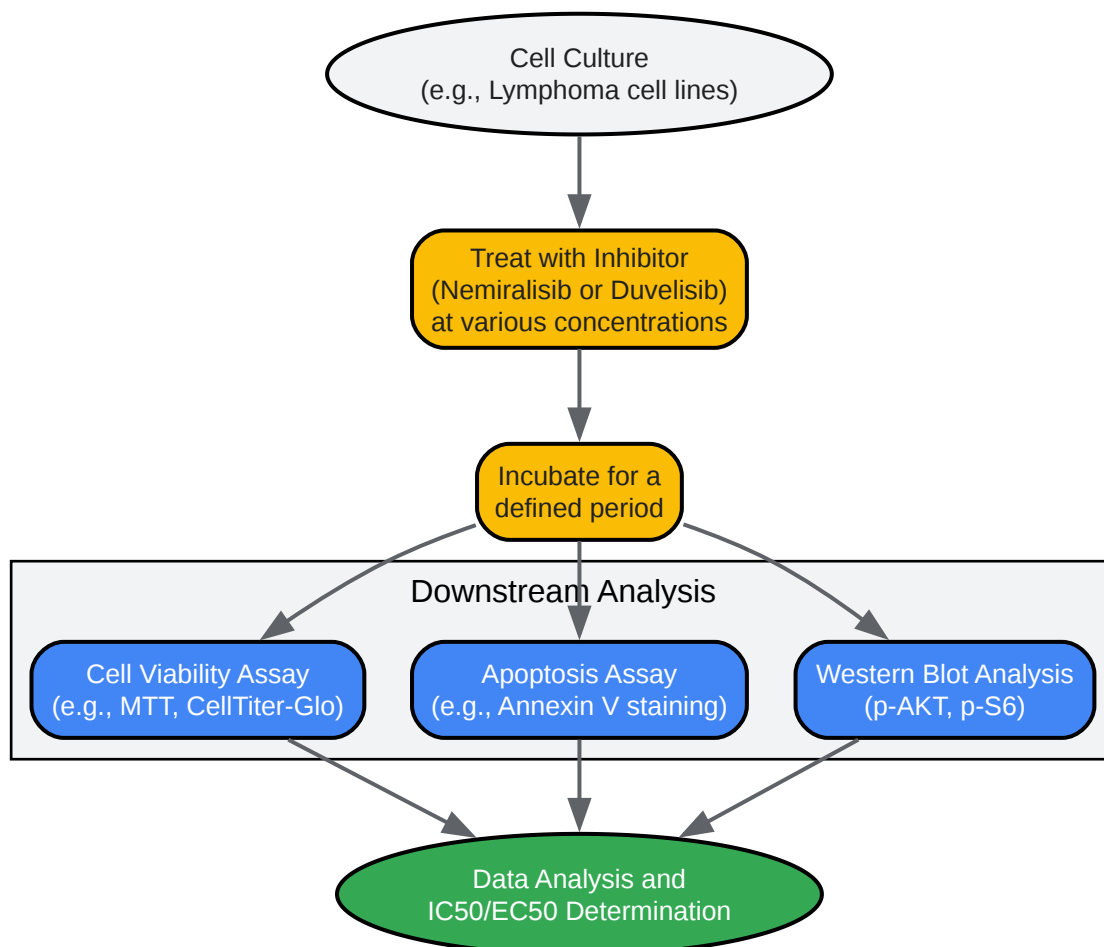 Cell Culture
(e.g., Lymphoma cell lines)
Treat with Inhibitor
(Nemiralisib or Duvelisib)
at various concentrations
Incubate for a
defined period
Downstream Analysis
Cell Viability Assay
(e.g., MTT, CellTiter-Glo)
Apoptosis Assay
(e.g., Annexin V staining)
Western Blot Analysis
(p-AKT, p-S6)
Data Analysis and
IC50/EC50 Determination